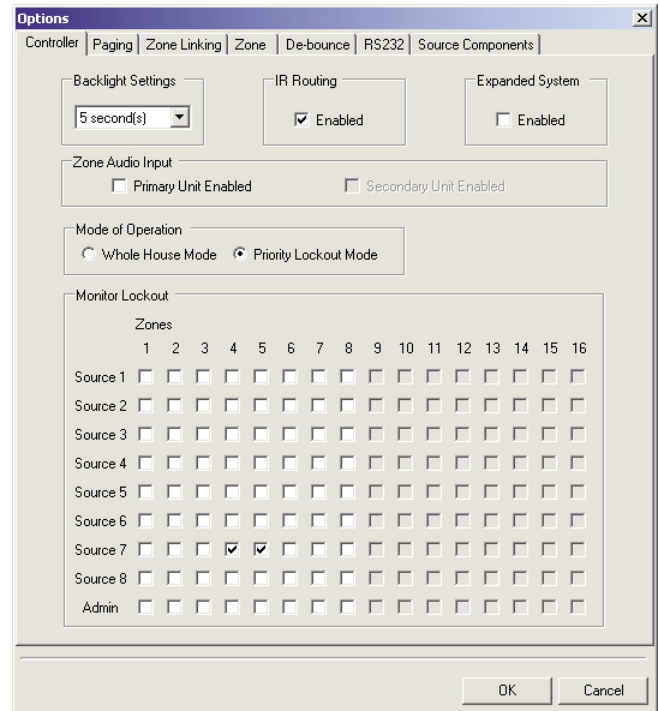 Options
Controller Paging Zone Linking Zone De-bounce RS232 Source Components
Backlight Settings IR Routing Expanded System
5 second(s) Enabled Enabled
Zone Audio Input
Primary Unit Enabled Secondary Unit Enabled
Mode of Operation
Whole House Mode Priority Lockout Mode
Monitor Lockout
Zones
1 2 3 4 5 6 7 8 9 10 11 12 13 14 15 16
Source 1
Source 2
Source 3
Source 4
Source 5
Source 6
Source 7
Source 8
Admin
OK Cancel